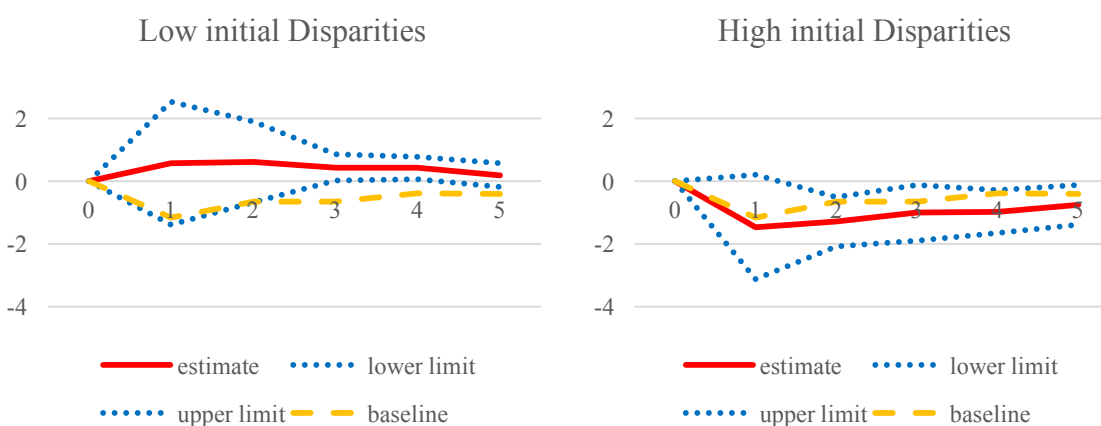 Low initial Disparities
2
0
-2
-4
0 1 2 3 4 5
estimate lower limit
upper limit baseline
High initial Disparities
2
0
-2
-4
0 1 2 3 4 5
estimate lower limit
upper limit baseline